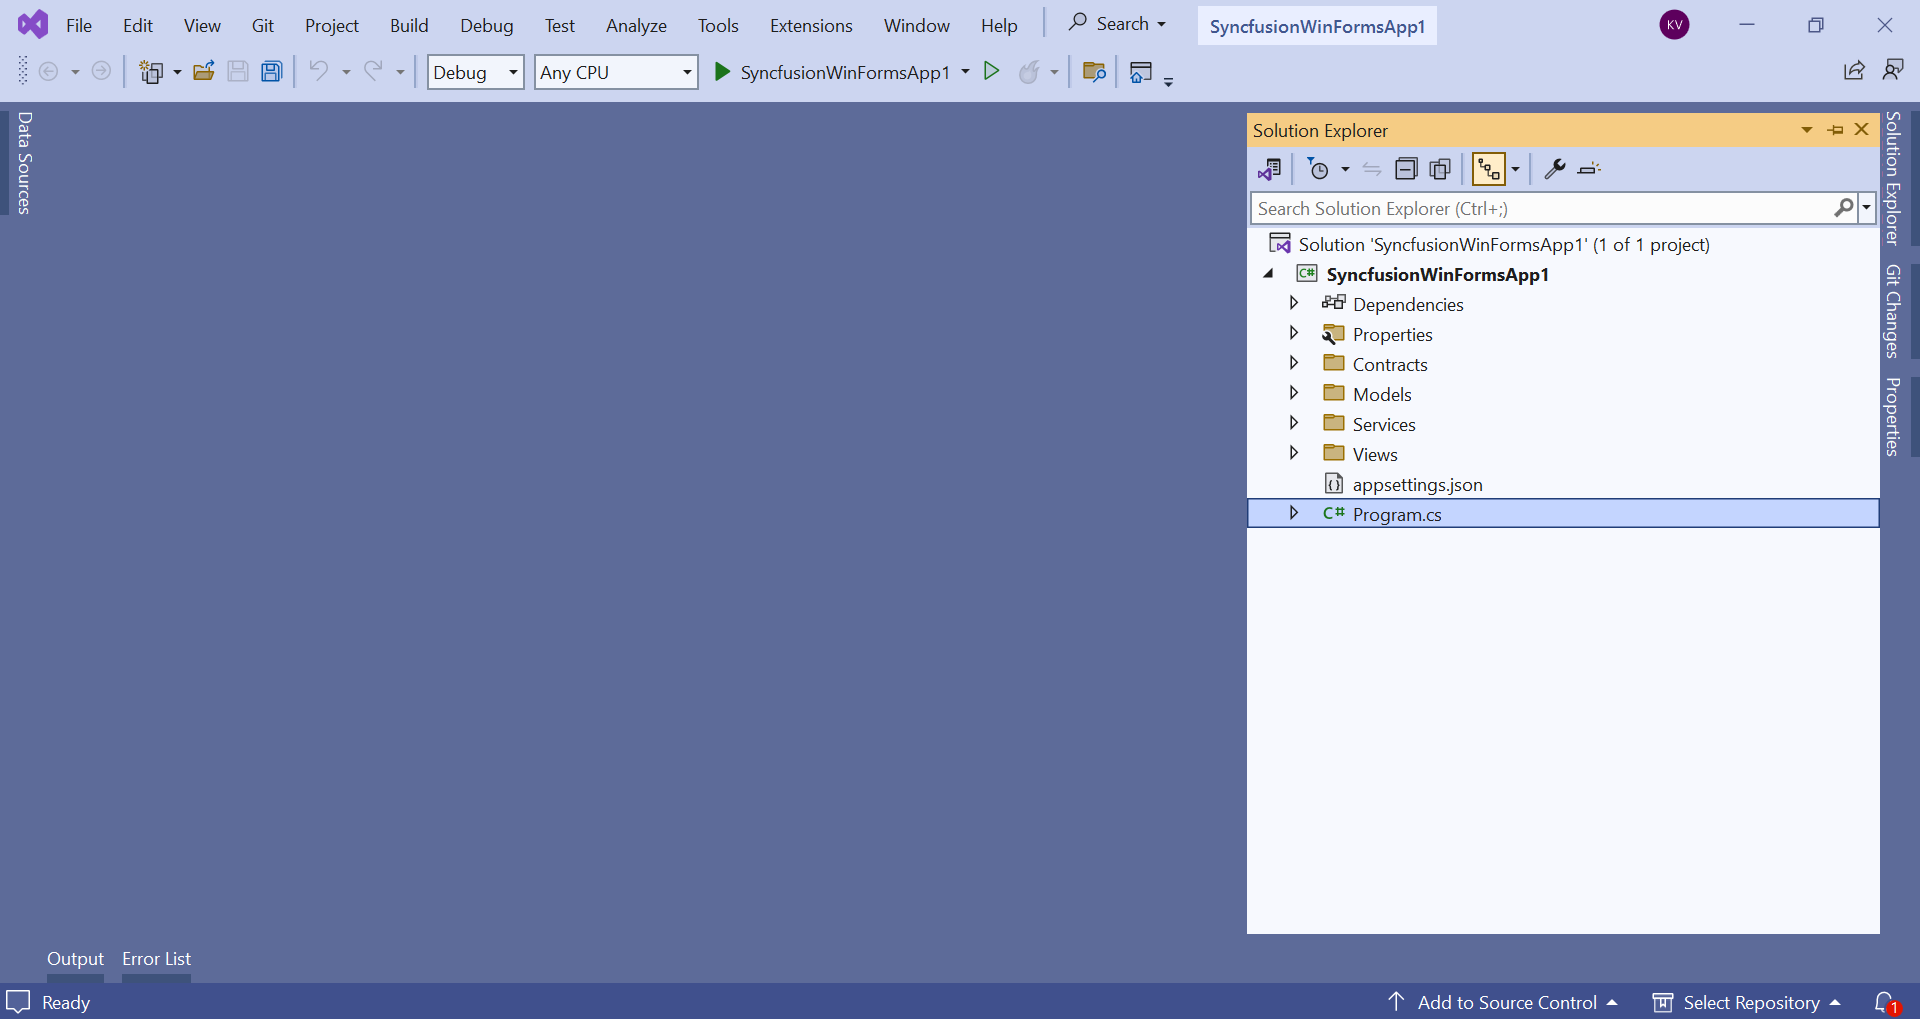 File Edit View Git Project Build Debug Test Analyze Tools Extensions Window Help Search SyncfusionWinFormsApp1 KV
Debug Any CPU SyncfusionWinFormsApp1
Data Sources
Solution Explorer
Search Solution Explorer (Ctrl+;)
Solution 'SyncfusionWinFormsApp1' (1 of 1 project)
C# SyncfusionWinFormsApp1
Dependencies
Properties
Contracts
Models
Services
Views
appsettings.json
C# Program.cs
Solution Explorer
Git Changes
Properties
Output Error List
Ready Add to Source Control Select Repository 1